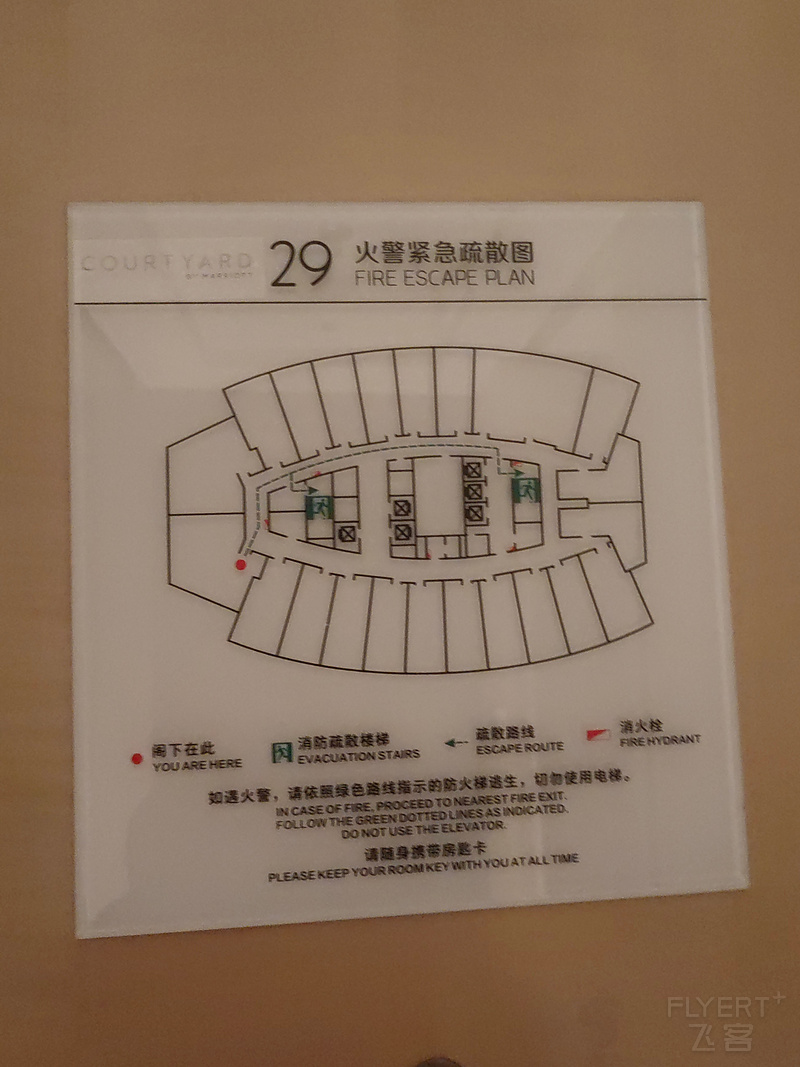 COURTYARD
BY MARRIOTT
29
火警紧急疏散图
FIRE ESCAPE PLAN
阁下在此
YOU ARE HERE
消防疏散楼梯
EVACUATION STAIRS
疏散路线
ESCAPE ROUTE
消火栓
FIRE HYDRANT
如遇火警，请依照绿色路线指示的防火梯逃生，切勿使用电梯。
IN CASE OF FIRE, PROCEED TO NEAREST FIRE EXIT.
FOLLOW THE GREEN DOTTED LINES AS INDICATED.
DO NOT USE THE ELEVATOR.
请随身携带房匙卡
PLEASE KEEP YOUR ROOM KEY WITH YOU AT ALL TIME
FLYERT+
飞客